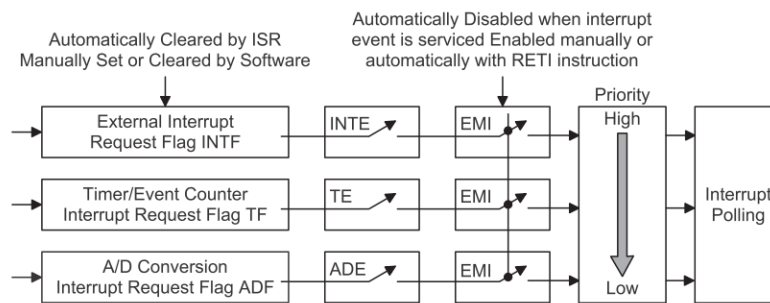 Automatically Cleared by ISR
Manually Set or Cleared by Software
Automatically Disabled when interrupt
event is serviced Enabled manually or
automatically with RETI instruction
Priority
External Interrupt
Request Flag INTF
INTE
EMI
High
Timer/Event Counter
Interrupt Request Flag TF
TE
EMI
Interrupt
Polling
A/D Conversion
Interrupt Request Flag ADF
ADE
EMI
Low